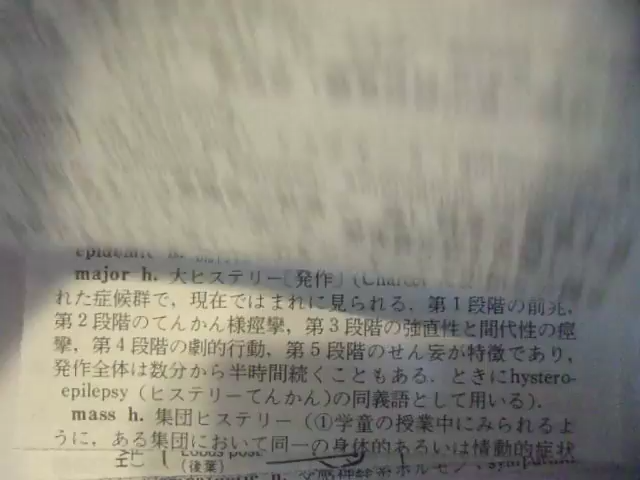 epidemic h.
major h. 大ヒステリー〔発作〕(Charcot
れた症候群で，現在ではまれに見られる．第1段階の前兆，
第2段階のてんかん様痙攣，第3段階の強直性と間代性の痙
攣，第4段階の劇的行動，第5段階のせん妄が特徴であり，
発作全体は数分から半時間続くこともある．ときにhystero-
epilepsy（ヒステリーてんかん）の同義語として用いる）．
mass h. 集団ヒステリー（①学童の授業中にみられるよ
うに，ある集団において同一の身体的あるいは情動的症状
(後葉)